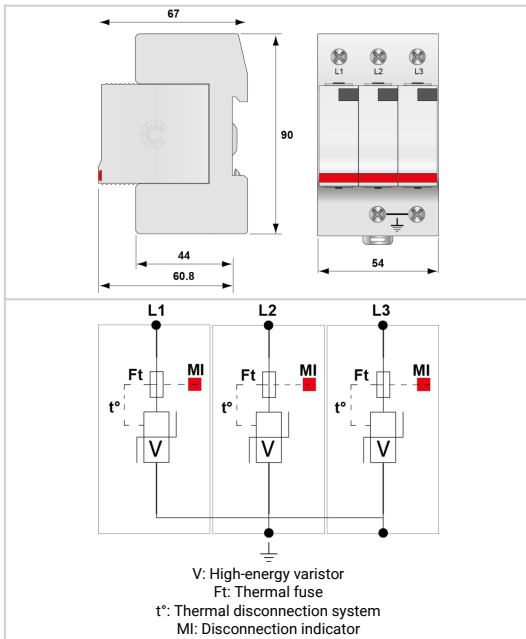 67
L1 L2 L3
90
44
60.8
54
L1 L2 L3
Ft MI Ft MI Ft MI
t° t° t°
V V V
V: High-energy varistor
Ft: Thermal fuse
t°: Thermal disconnection system
MI: Disconnection indicator